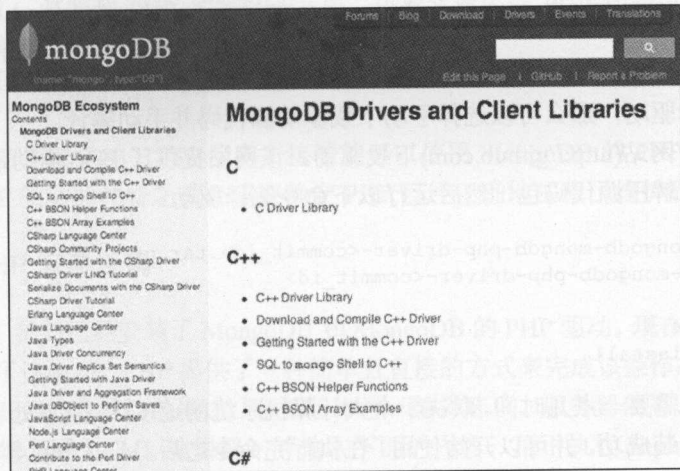 Forums | Blog | Download | Drivers | Events | Translations
mongoDB
{name: "mongo", type:"DB"}
Edit this Page | GitHub | Report a Problem
MongoDB Ecosystem
Contents
MongoDB Drivers and Client Libraries
C Driver Library
C++ Driver Library
Download and Compile C++ Driver
Getting Started with the C++ Driver
SQL to mongo Shell to C++
C++ BSON Helper Functions
C++ BSON Array Examples
CSharp Language Center
CSharp Community Projects
Getting Started with the CSharp Driver
CSharp Driver LINQ Tutorial
Serialize Documents with the CSharp Driver
CSharp Driver Tutorial
Erlang Language Center
Java Language Center
Java Types
Java Driver Concurrency
Java Driver Replica Set Semantics
Getting Started with Java Driver
Java Driver and Aggregation Framework
Java DBObject to Perform Saves
JavaScript Language Center
Node.js Language Center
Perl Language Center
Contribute to the Perl Driver
PHP Language Center
MongoDB Drivers and Client Libraries
C
• C Driver Library
C++
• C++ Driver Library
• Download and Compile C++ Driver
• Getting Started with the C++ Driver
• SQL to mongo Shell to C++
• C++ BSON Helper Functions
• C++ BSON Array Examples
C#